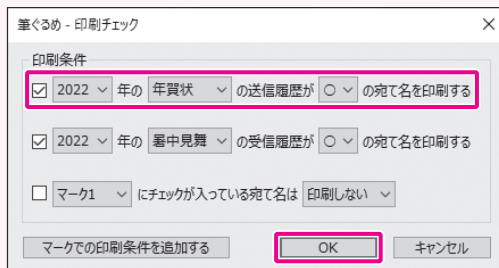 筆ぐるめ - 印刷チェック
印刷条件
2022 年の 年賀状 の送信履歴が ○ の宛て名を印刷する
2022 年の 暑中見舞 の受信履歴が ○ の宛て名を印刷する
マーク1 にチェックが入っている宛て名は 印刷しない
マークでの印刷条件を追加する OK キャンセル